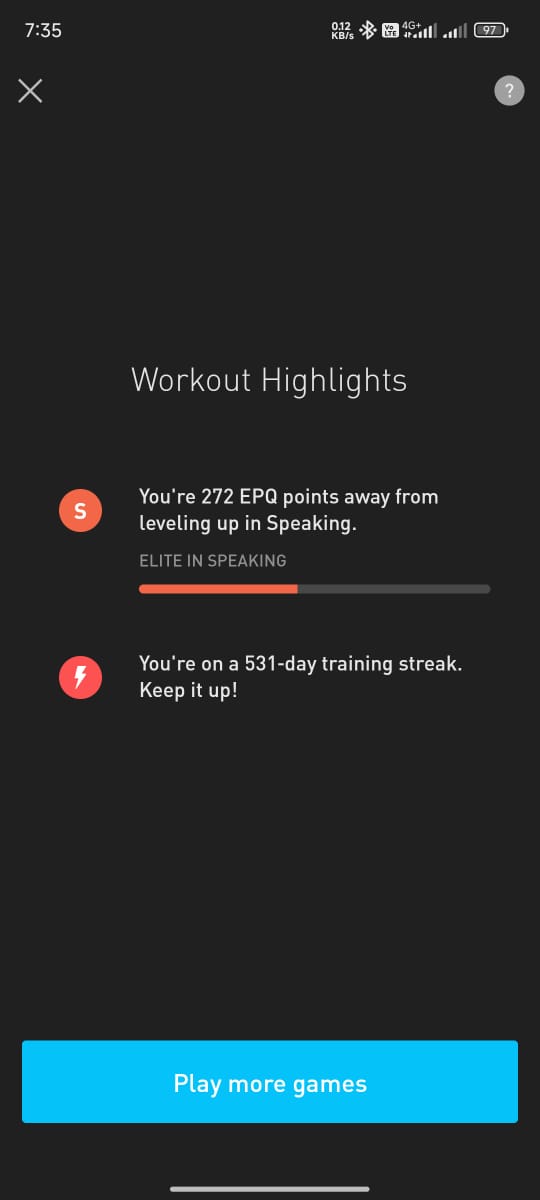 7:35
0.12
KB/s
Vo
LTE
4G+
97
?
Workout Highlights
S
You're 272 EPQ points away from
leveling up in Speaking.
ELITE IN SPEAKING
You're on a 531-day training streak.
Keep it up!
Play more games